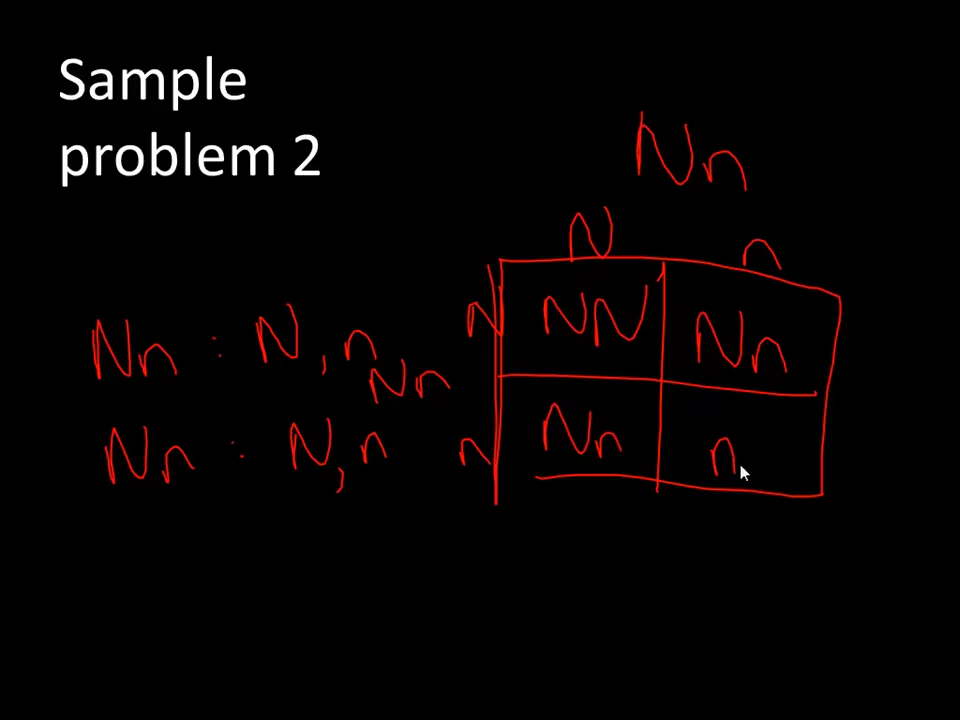 Sample
problem 2
Nn
N n
Nn : N, n
Nn
Nn : N, n
N NN Nn
n Nn n